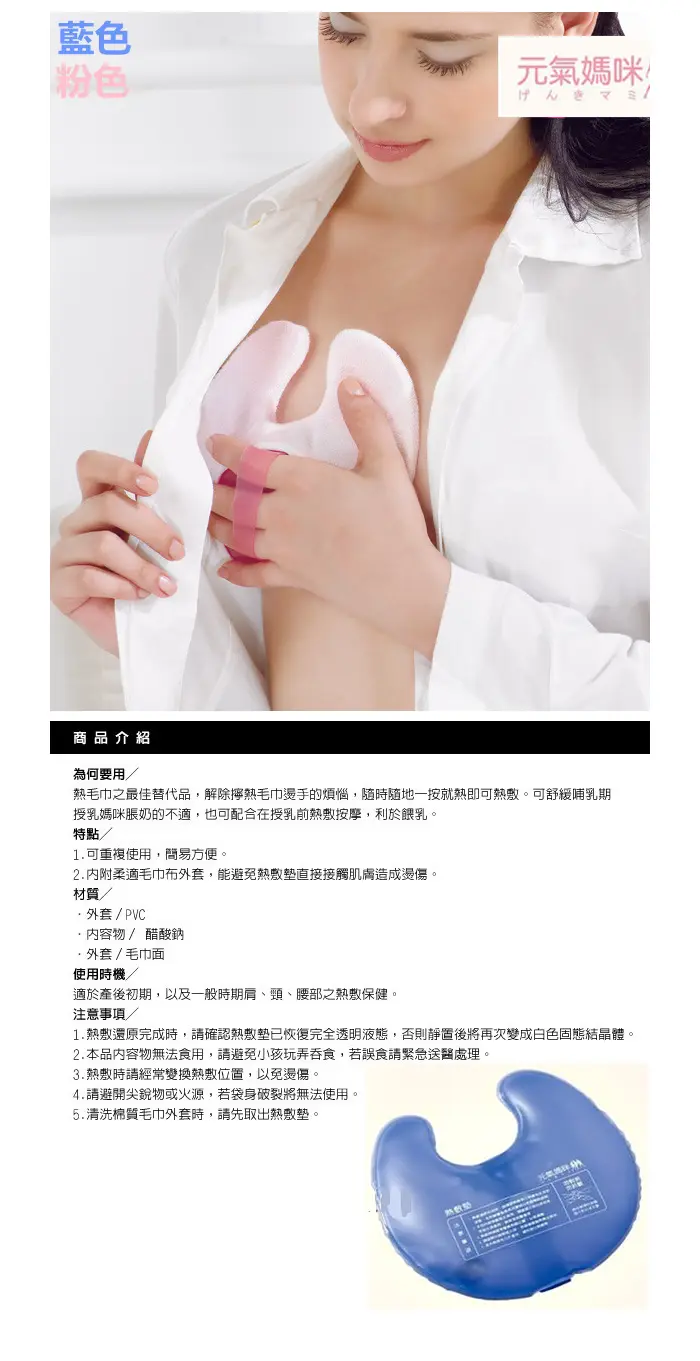 藍色
粉色
元氣媽咪
げんきママミ
商品介紹
為何要用／
熱毛巾之最佳替代品，解除擰熱毛巾燙手的煩惱，隨時隨地一按就熱即可熱敷。可舒緩哺乳期
授乳媽咪脹奶的不適，也可配合在授乳前熱敷按摩，利於餵乳。
特點／
1.可重複使用，簡易方便。
2.內附柔適毛巾布外套，能避免熱敷墊直接接觸肌膚造成燙傷。
材質／
．外套／PVC
．內容物／ 醋酸鈉
．外套／毛巾面
使用時機／
適於產後初期，以及一般時期肩、頸、腰部之熱敷保健。
注意事項／
1.熱敷還原完成時，請確認熱敷墊已恢復完全透明液態，否則靜置後將再次變成白色固態結晶體。
2.本品內容物無法食用，請避免小孩玩弄吞食，若誤食請緊急送醫處理。
3.熱敷時請經常變換熱敷位置，以免燙傷。
4.請避開尖銳物或火源，若袋身破裂將無法使用。
5.清洗棉質毛巾外套時，請先取出熱敷墊。
元氣媽咪
熱敷墊